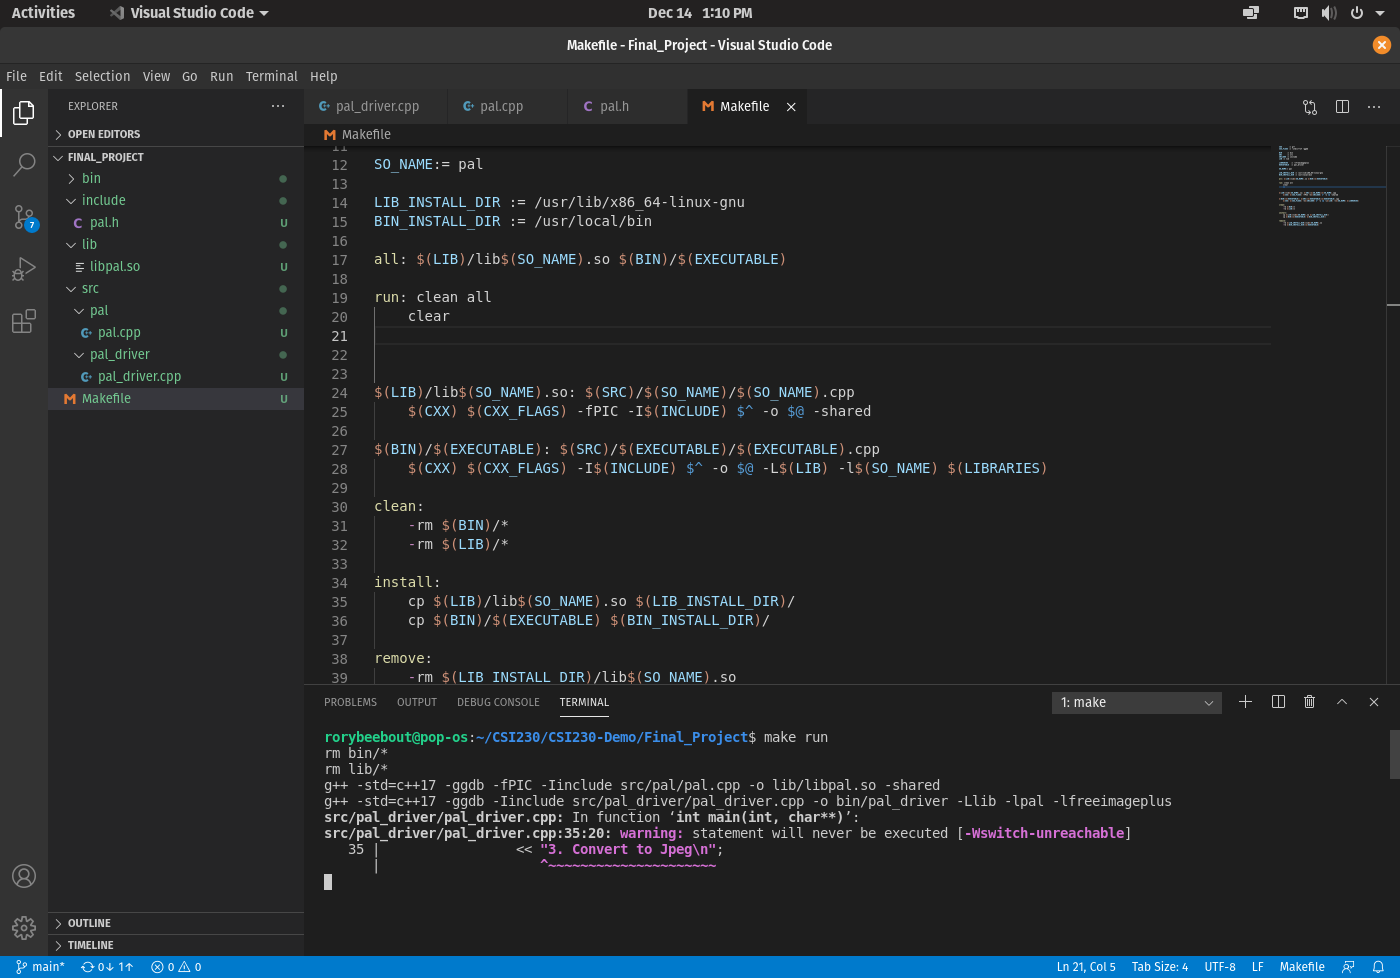 Activities
Visual Studio Code
Dec 14 1:10 PM
Makefile - Final_Project - Visual Studio Code
File Edit Selection View Go Run Terminal Help
EXPLORER
OPEN EDITORS
FINAL_PROJECT
bin
include
pal.h U
lib
libpal.so U
src
pal
pal.cpp U
pal_driver
pal_driver.cpp U
Makefile U
7
OUTLINE
TIMELINE
pal_driver.cpp pal.cpp pal.h Makefile
Makefile
11
12 SO_NAME:= pal
13
14 LIB_INSTALL_DIR := /usr/lib/x86_64-linux-gnu
15 BIN_INSTALL_DIR := /usr/local/bin
16
17 all: $(LIB)/lib$(SO_NAME).so $(BIN)/$(EXECUTABLE)
18
19 run: clean all
20 clear
21
22
23
24 $(LIB)/lib$(SO_NAME).so: $(SRC)/$(SO_NAME)/$(SO_NAME).cpp
25 $(CXX) $(CXX_FLAGS) -fPIC -I$(INCLUDE) $^ -o $@ -shared
26
27 $(BIN)/$(EXECUTABLE): $(SRC)/$(EXECUTABLE)/$(EXECUTABLE).cpp
28 $(CXX) $(CXX_FLAGS) -I$(INCLUDE) $^ -o $@ -L$(LIB) -l$(SO_NAME) $(LIBRARIES)
29
30 clean:
31 -rm $(BIN)/*
32 -rm $(LIB)/*
33
34 install:
35 cp $(LIB)/lib$(SO_NAME).so $(LIB_INSTALL_DIR)/
36 cp $(BIN)/$(EXECUTABLE) $(BIN_INSTALL_DIR)/
37
38 remove:
39 -rm $(LIB_INSTALL_DIR)/lib$(SO_NAME).so
PROBLEMS OUTPUT DEBUG CONSOLE TERMINAL
1: make
rorybeebout@pop-os:~/CSI230/CSI230-Demo/Final_Project$ make run
rm bin/*
rm lib/*
g++ -std=c++17 -ggdb -fPIC -Iinclude src/pal/pal.cpp -o lib/libpal.so -shared
g++ -std=c++17 -ggdb -Iinclude src/pal_driver/pal_driver.cpp -o bin/pal_driver -Llib -lpal -lfreeimageplus
src/pal_driver/pal_driver.cpp: In function ‘int main(int, char**)’:
src/pal_driver/pal_driver.cpp:35:20: warning: statement will never be executed [-Wswitch-unreachable]
35 | << "3. Convert to Jpeg\n";
| ^~~~~~~~~~~~~~~~~~~~~~
main* 0↓ 1↑ 0 0
Ln 21, Col 5 Tab Size: 4 UTF-8 LF Makefile